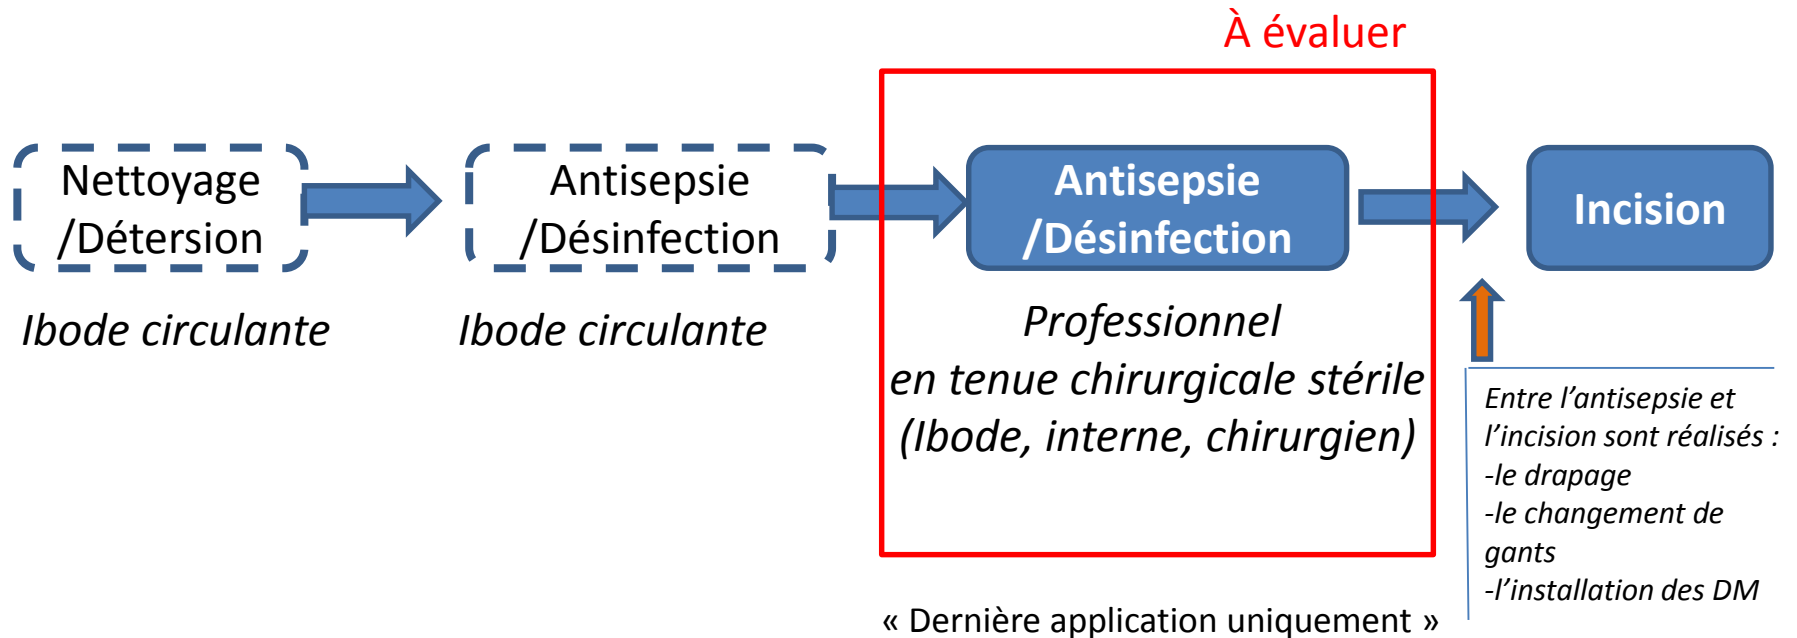 À évaluer
Nettoyage
/Détersion
Antisepsie
/Désinfection
Antisepsie
/Désinfection
Incision
Ibode circulante
Ibode circulante
Professionnel
en tenue chirurgicale stérile
(Ibode, interne, chirurgien)
Entre l’antisepsie et
l’incision sont réalisés :
-le drapage
-le changement de
gants
-l’installation des DM
« Dernière application uniquement »